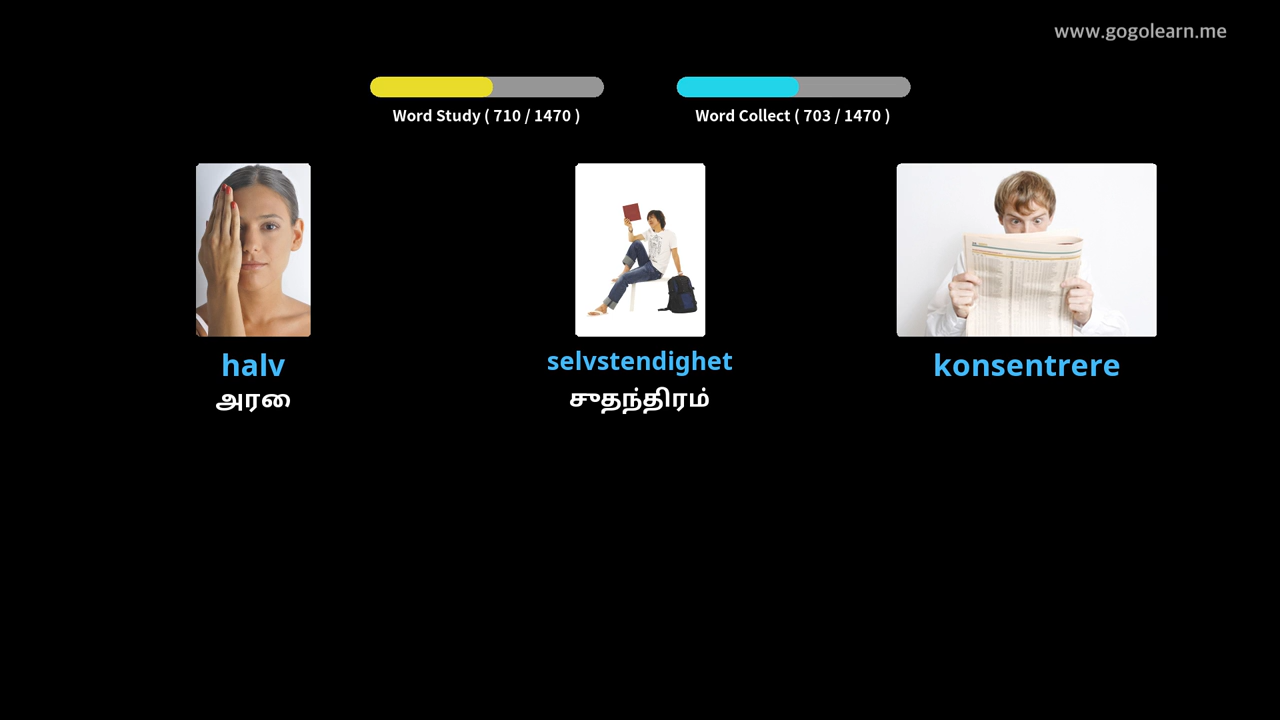 www.gogolearn.me
Word Study ( 710 / 1470 )
Word Collect ( 703 / 1470 )
halv
அரை
selvstendighet
சுதந்திரம்
konsentrere